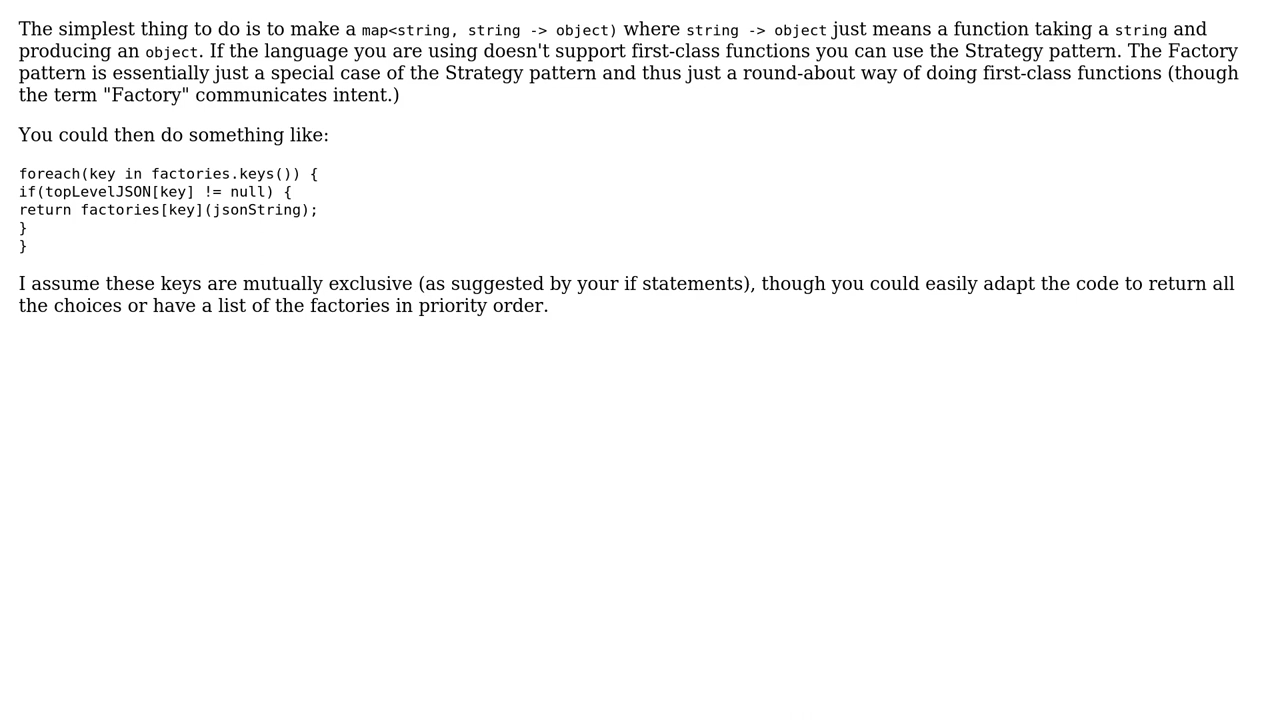 The simplest thing to do is to make a map<string, string -> object) where string -> object just means a function taking a string and
producing an object. If the language you are using doesn't support first-class functions you can use the Strategy pattern. The Factory
pattern is essentially just a special case of the Strategy pattern and thus just a round-about way of doing first-class functions (though
the term "Factory" communicates intent.)
You could then do something like:
foreach(key in factories.keys()) {
if(topLevelJSON[key] != null) {
return factories[key](jsonString);
}
}
I assume these keys are mutually exclusive (as suggested by your if statements), though you could easily adapt the code to return all
the choices or have a list of the factories in priority order.